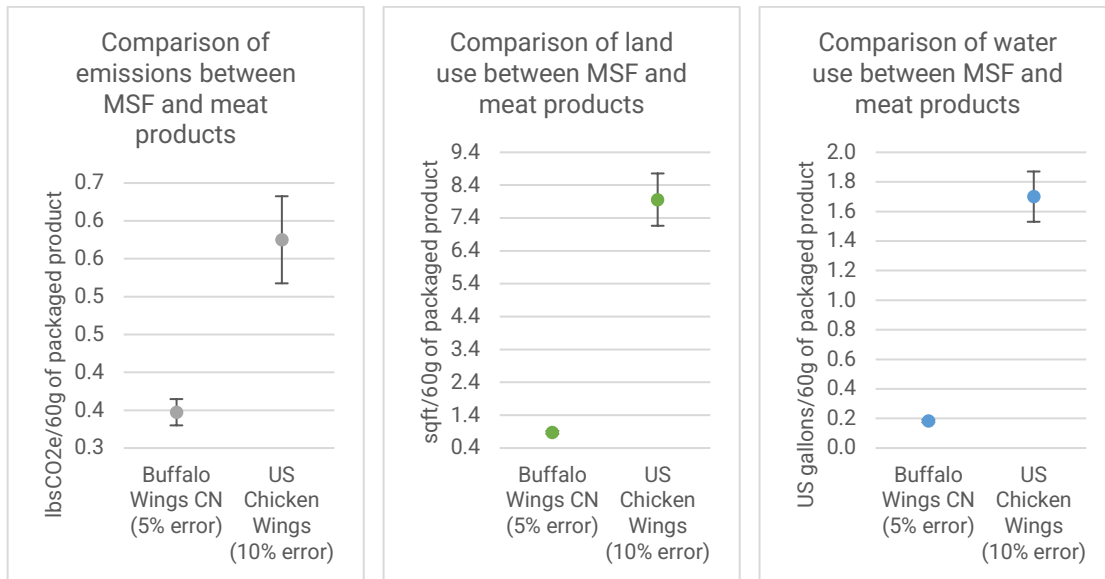 Comparison of
emissions between
MSF and meat
products
lbsCO2e/60g of packaged product
0.7
0.6
0.6
0.5
0.5
0.4
0.4
0.3
Buffalo
Wings CN
(5% error)
US
Chicken
Wings
(10% error)
Comparison of land
use between MSF and
meat products
sqft/60g of packaged product
9.4
8.4
7.4
6.4
5.4
4.4
3.4
2.4
1.4
0.4
Buffalo
Wings CN
(5% error)
US
Chicken
Wings
(10% error)
Comparison of water
use between MSF and
meat products
US gallons/60g of packaged product
2.0
1.8
1.6
1.4
1.2
1.0
0.8
0.6
0.4
0.2
0.0
Buffalo
Wings CN
(5% error)
US
Chicken
Wings
(10% error)